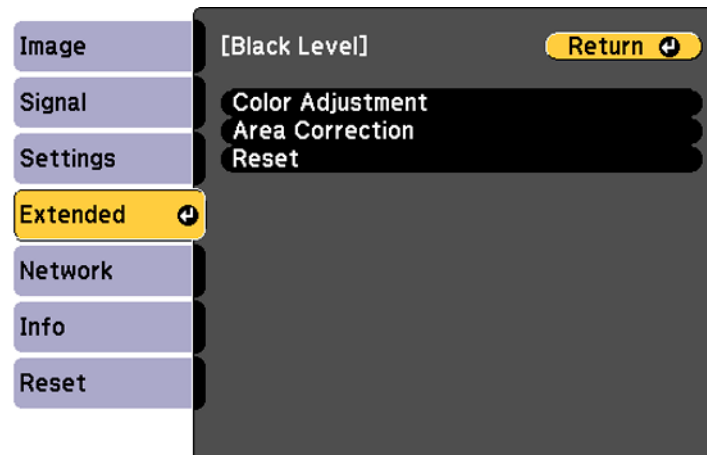 Image
Signal
Settings
Extended
Network
Info
Reset
[Black Level]
Return
Color Adjustment
Area Correction
Reset